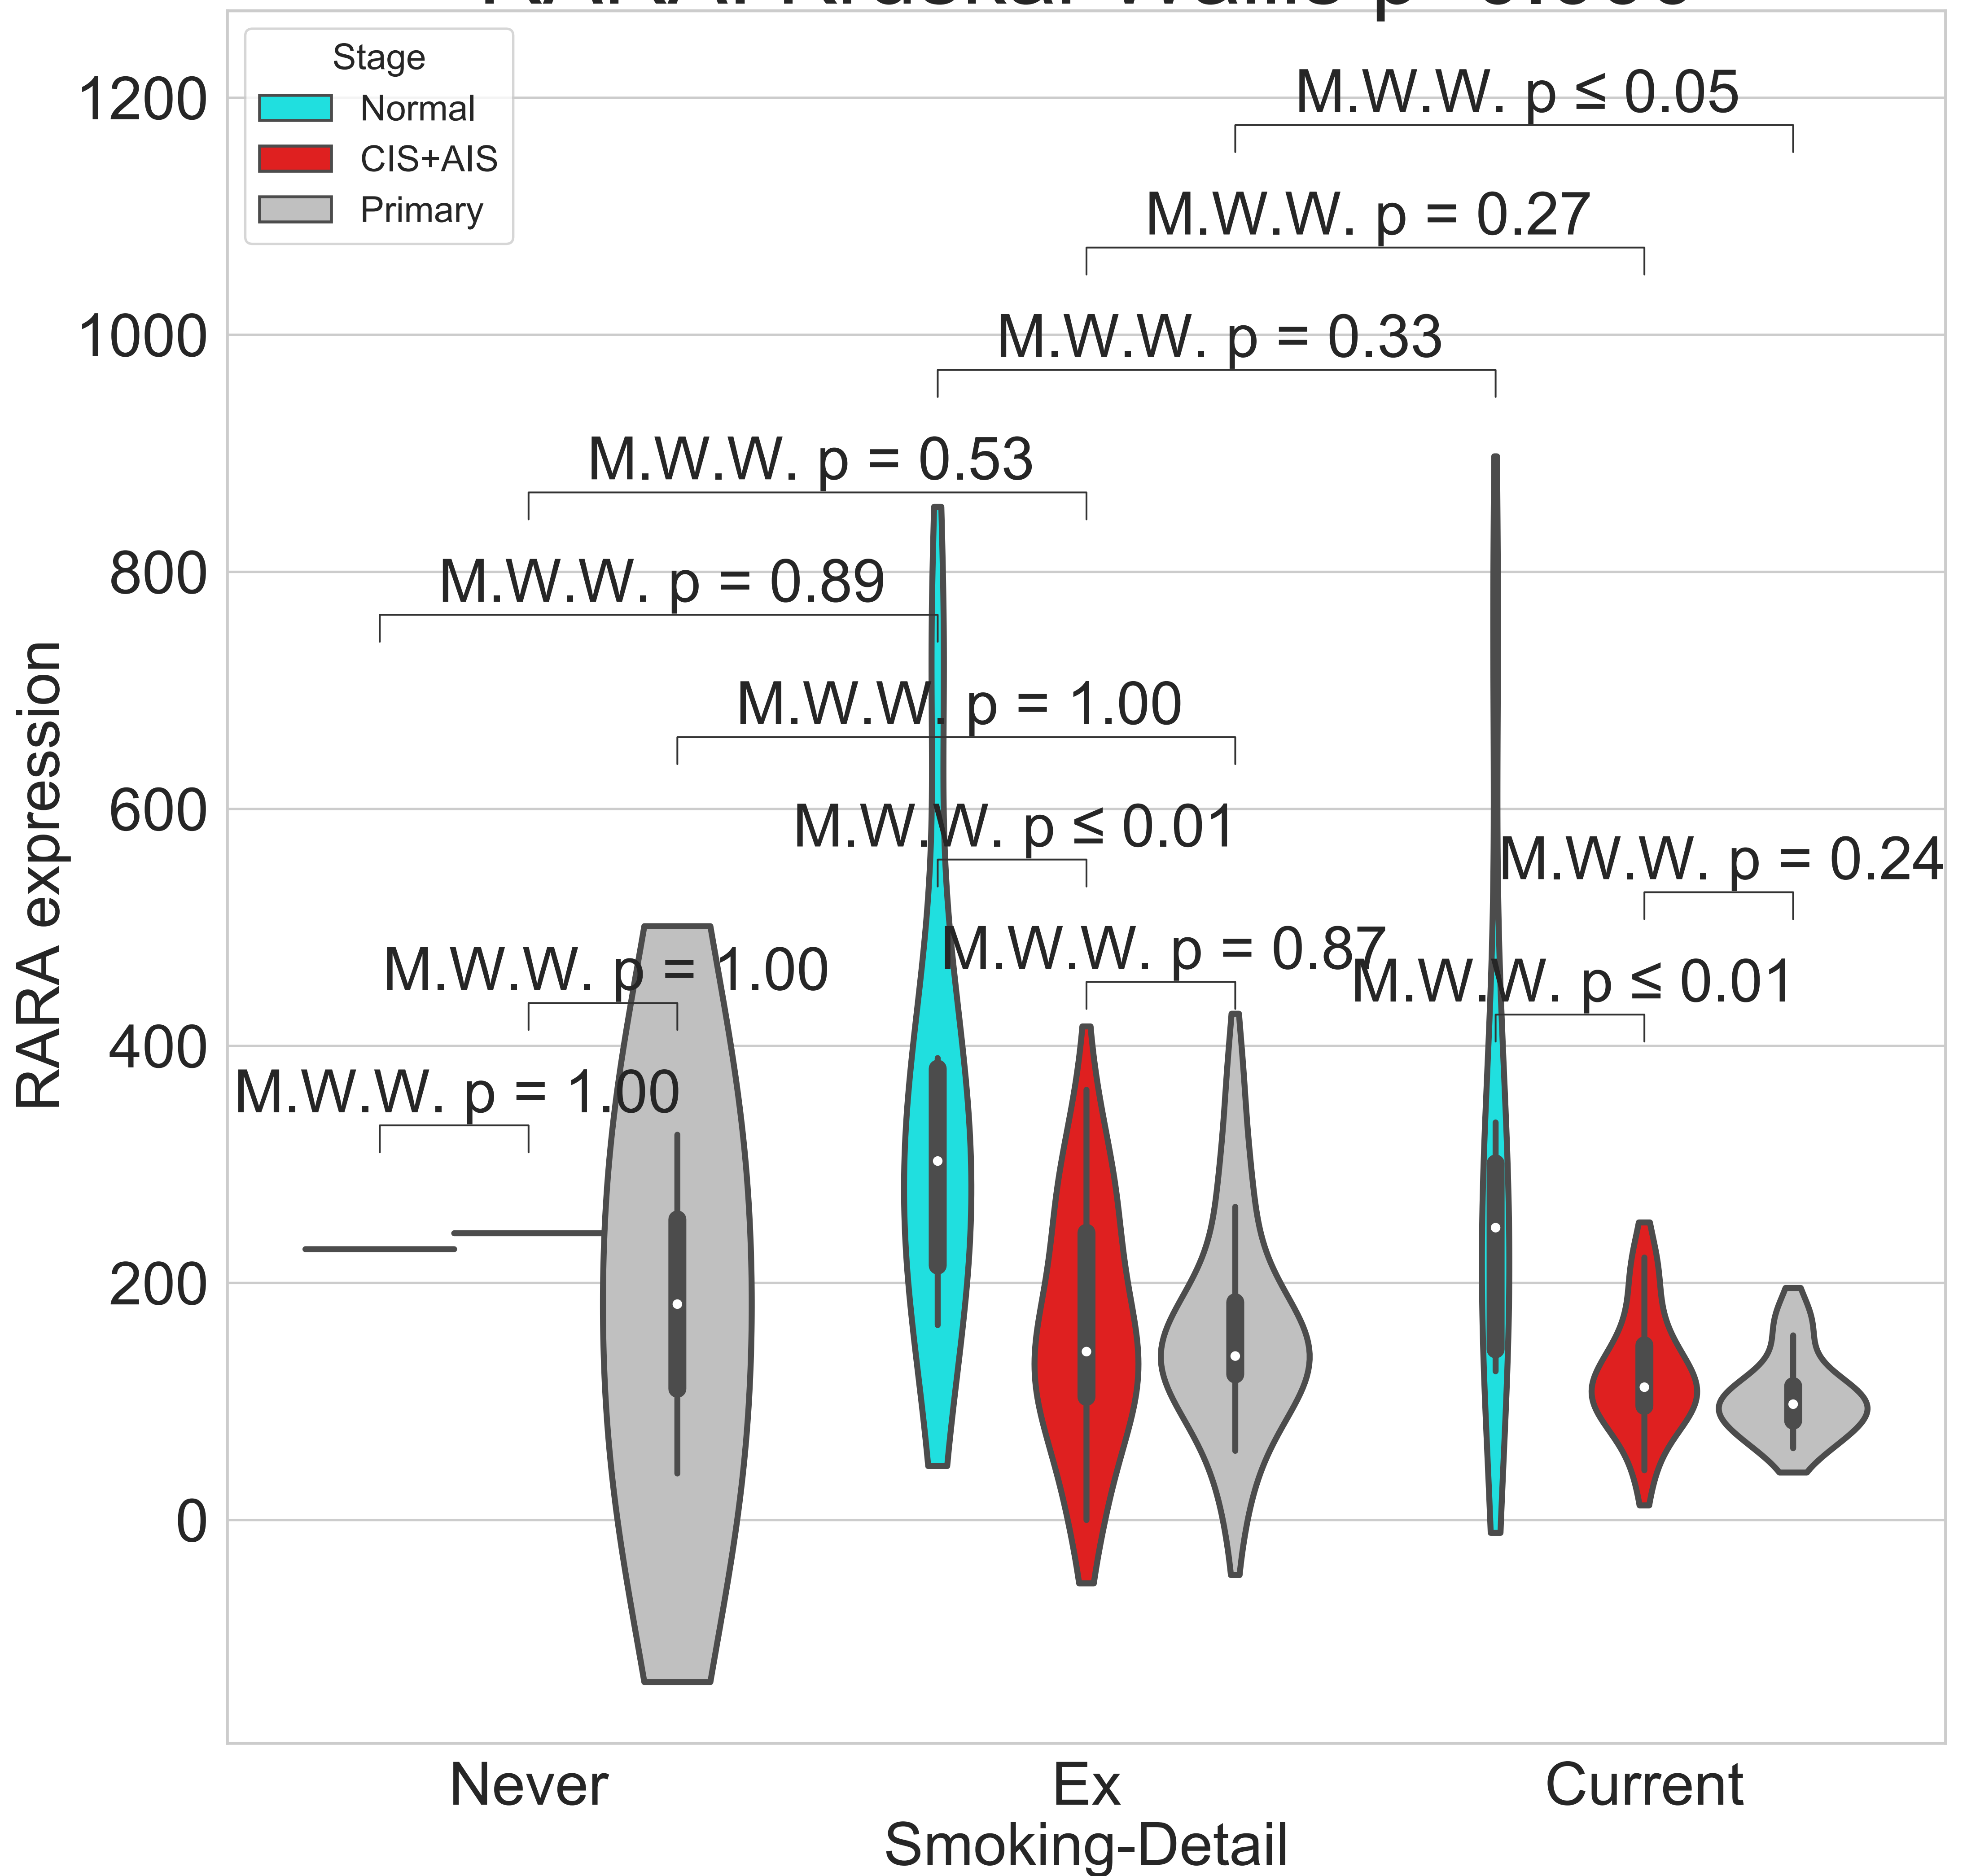 Stage
Normal
CIS+AIS
Primary
1200
1000
800
600
400
200
0
RARA expression
M.W.W. p ≤ 0.05
M.W.W. p = 0.27
M.W.W. p = 0.33
M.W.W. p = 0.53
M.W.W. p = 0.89
M.W.W. p = 1.00
M.W.W. p ≤ 0.01
M.W.W. p = 0.24
M.W.W. p = 0.87
M.W.W. p = 1.00
M.W.W. p ≤ 0.01
M.W.W. p = 1.00
Never
Ex
Current
Smoking-Detail